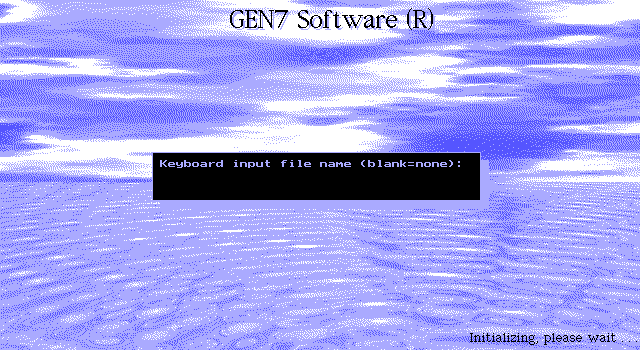 GEN7 Software (R)
Keyboard input file name (blank=none):
Initializing, please wait ...